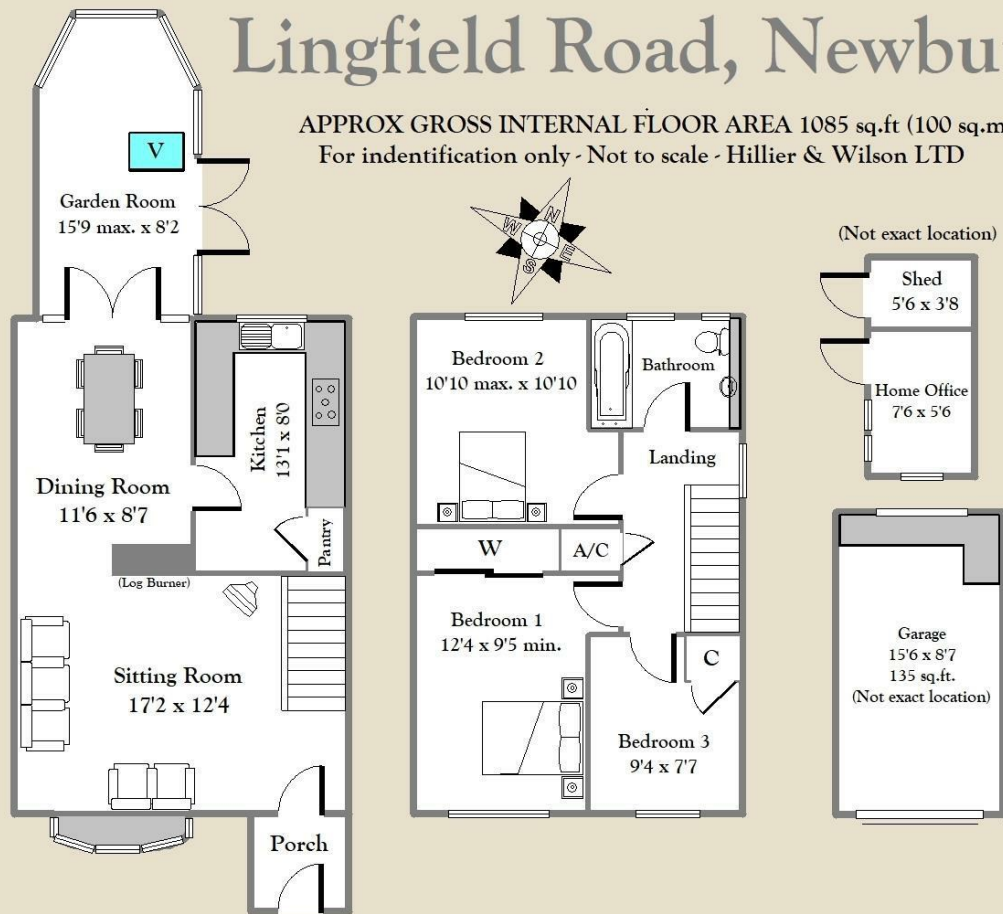 Lingfield Road, Newbu
APPROX GROSS INTERNAL FLOOR AREA 1085 sq.ft (100 sq.m
For indentification only - Not to scale - Hillier & Wilson LTD
V
Garden Room
15'9 max. x 8'2
N
W
E
S
(Not exact location)
Shed
5'6 x 3'8
Home Office
7'6 x 5'6
Bedroom 2
10'10 max. x 10'10
Bathroom
Kitchen
13'1 x 8'0
Landing
Dining Room
11'6 x 8'7
Pantry
(Log Burner)
W
A/C
Bedroom 1
12'4 x 9'5 min.
Sitting Room
17'2 x 12'4
C
Bedroom 3
9'4 x 7'7
Garage
15'6 x 8'7
135 sq.ft.
(Not exact location)
Porch